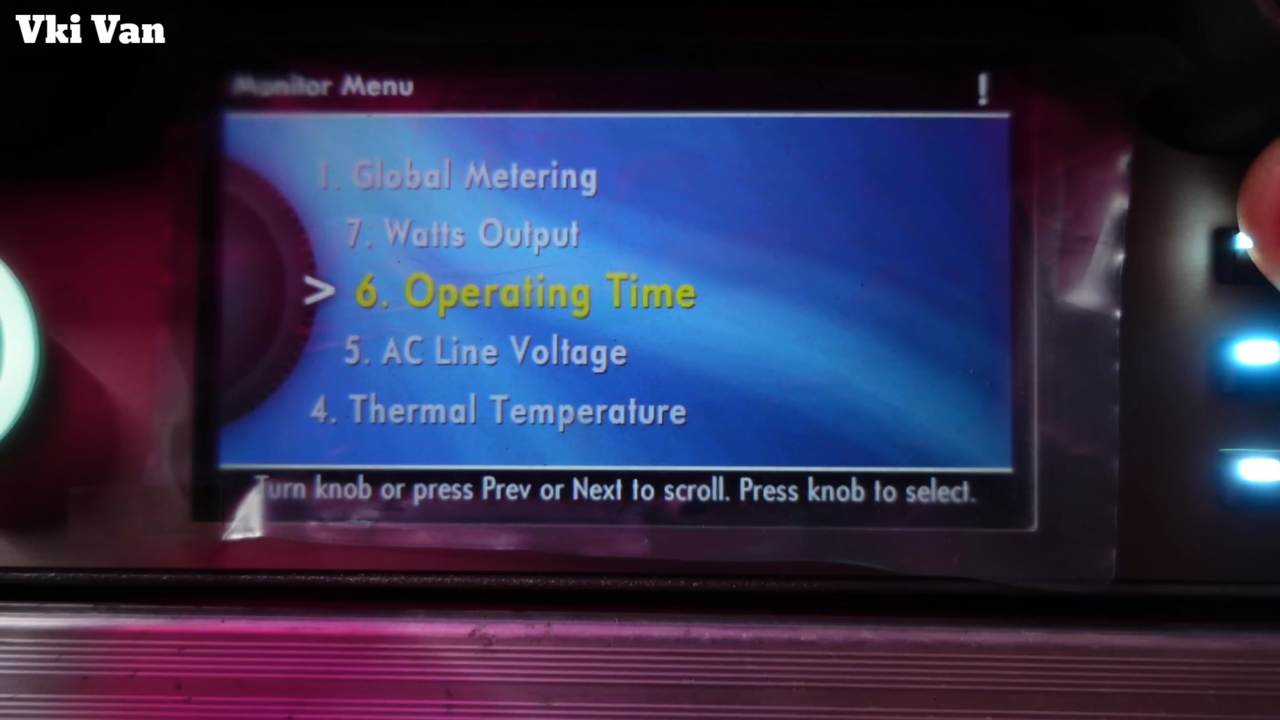 Vki Van
Monitor Menu
!
1. Global Metering
7. Watts Output
> 6. Operating Time
5. AC Line Voltage
4. Thermal Temperature
Turn knob or press Prev or Next to scroll. Press knob to select.